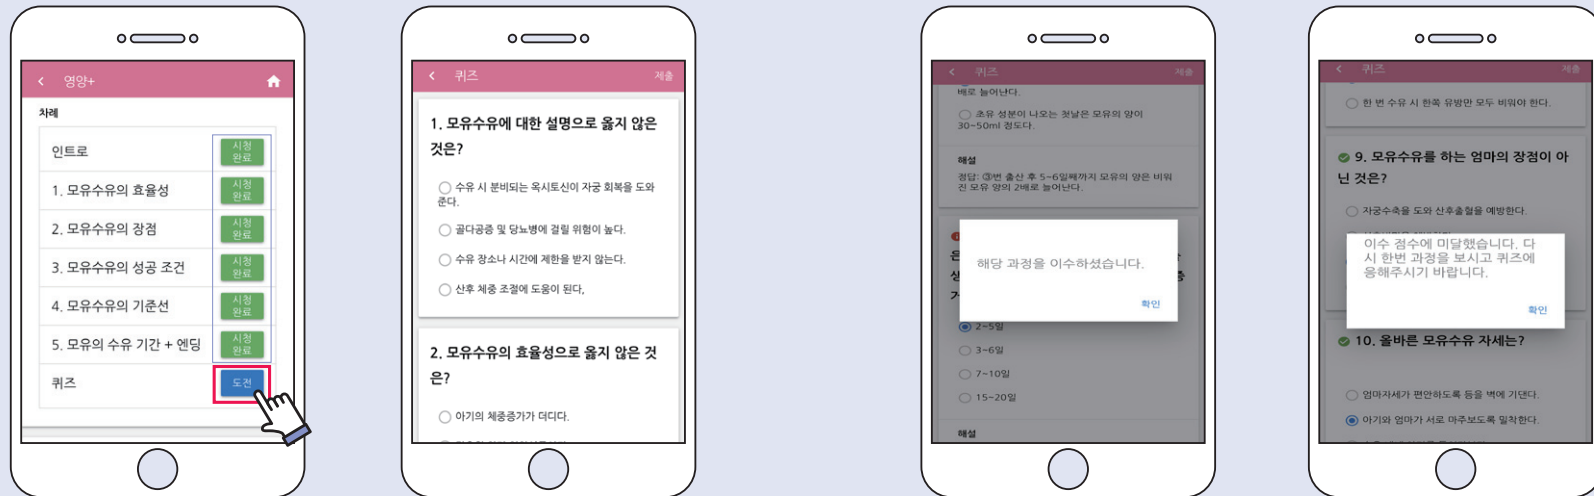 영양+
차례
인트로
시청
완료
1. 모유수유의 효율성
시청
완료
2. 모유수유의 장점
시청
완료
3. 모유수유의 성공 조건
시청
완료
4. 모유수유의 기준선
시청
완료
5. 모유의 수유 기간 + 엔딩
시청
완료
퀴즈
도전
퀴즈
제출
1. 모유수유에 대한 설명으로 옳지 않은
것은?
수유 시 분비되는 옥시토신이 자궁 회복을 도와
준다.
골다공증 및 당뇨병에 걸릴 위험이 높다.
수유 장소나 시간에 제한을 받지 않는다.
산후 체중 조절에 도움이 된다,
2. 모유수유의 효율성으로 옳지 않은 것
은?
아기의 체중증가가 더디다.
퀴즈
제출
배로 늘어난다.
초유 성분이 나오는 첫날은 모유의 양이
30~50ml 정도다.
해설
정답: ③번 출산 후 5~6일째까지 모유의 양은 비워
진 모유 양의 2배로 늘어난다.
해당 과정을 이수하셨습니다.
확인
2~5일
3~6일
7~10일
15~20일
해설
퀴즈
제출
한 번 수유 시 한쪽 유방만 모두 비워야 한다.
9. 모유수유를 하는 엄마의 장점이 아
닌 것은?
자궁수축을 도와 산후출혈을 예방한다.
이수 점수에 미달했습니다. 다
시 한번 과정을 보시고 퀴즈에
응해주시기 바랍니다.
확인
10. 올바른 모유수유 자세는?
엄마자세가 편안하도록 등을 벽에 기댄다.
아기와 엄마가 서로 마주보도록 밀착한다.